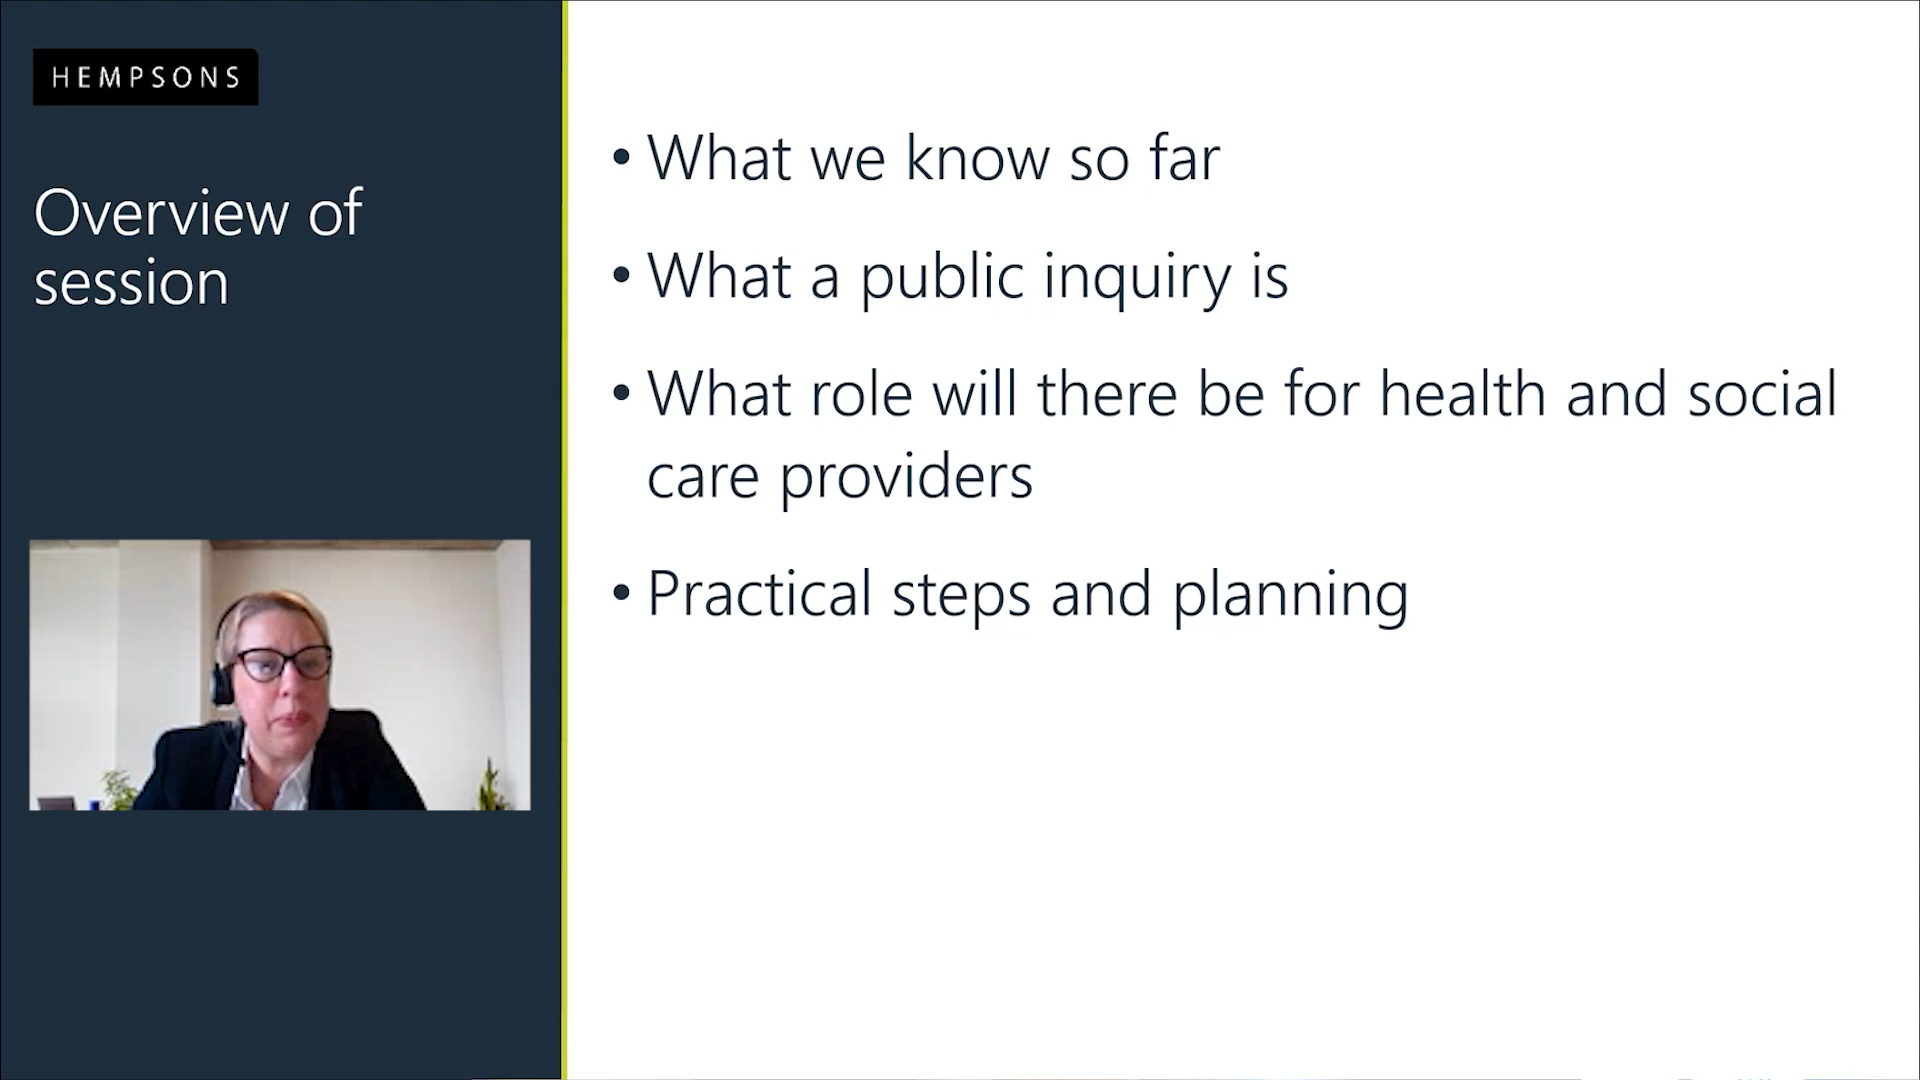 HEMPSONS
Overview of
session
• What we know so far
• What a public inquiry is
• What role will there be for health and social
care providers
• Practical steps and planning